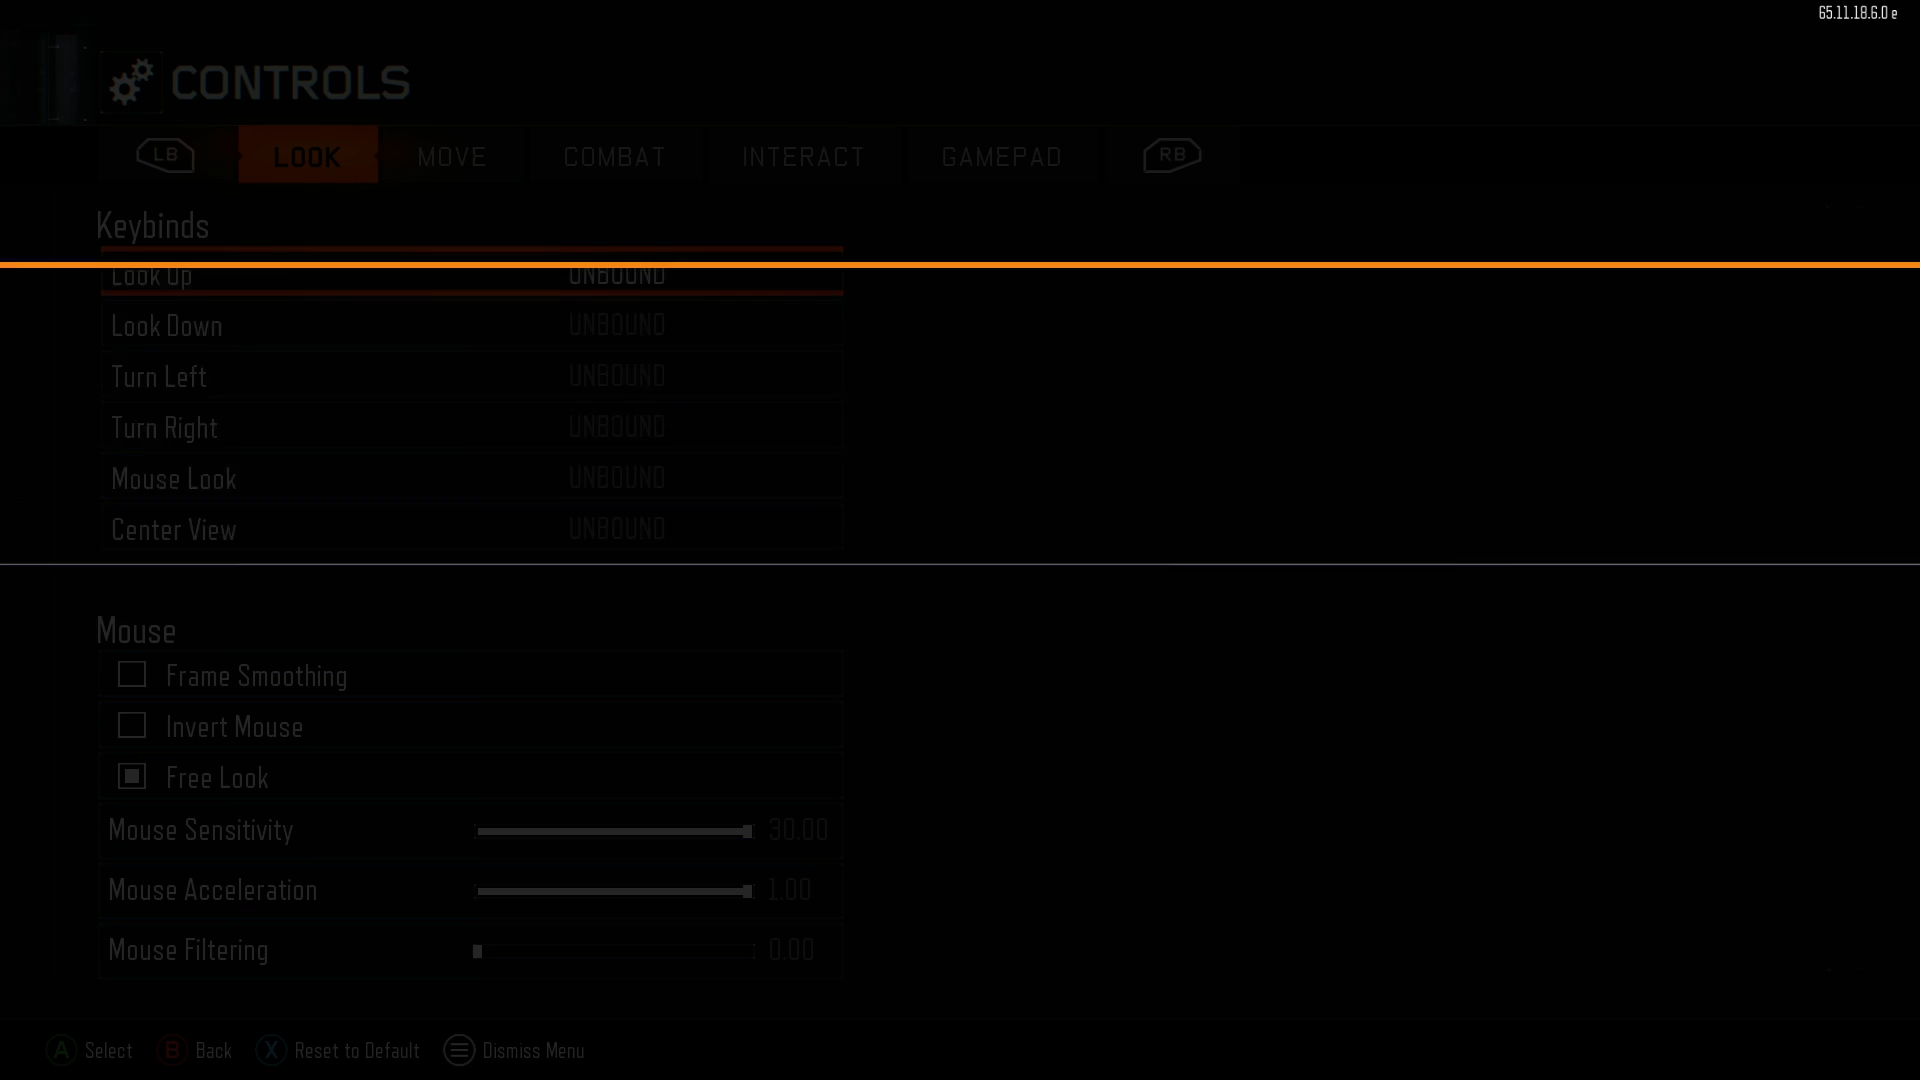 65.11.18.6.0 e
CONTROLS
LB LOOK MOVE COMBAT INTERACT GAMEPAD RB
Keybinds
Look Up UNBOUND
Look Down UNBOUND
Turn Left UNBOUND
Turn Right UNBOUND
Mouse Look UNBOUND
Center View UNBOUND
Mouse
Frame Smoothing
Invert Mouse
Free Look
Mouse Sensitivity 30.00
Mouse Acceleration 1.00
Mouse Filtering 0.00
A Select B Back X Reset to Default Dismiss Menu